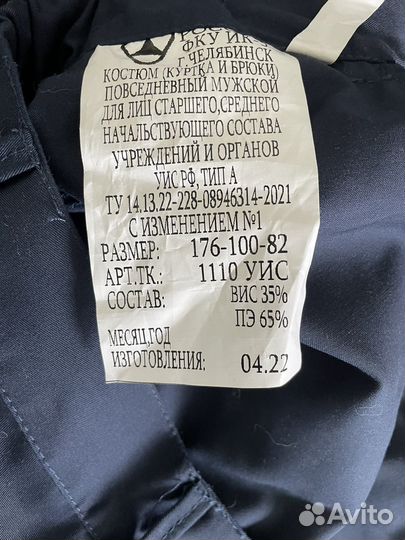 ФКУ ИК
Г. ЧЕЛЯБИНСК
КОСТЮМ (КУРТКА И БРЮКИ)
ПОВСЕДНЕВНЫЙ МУЖСКОЙ
ДЛЯ ЛИЦ СТАРШЕГО,СРЕДНЕГО
НАЧАЛЬСТВУЮЩЕГО СОСТАВА
УЧРЕЖДЕНИЙ И ОРГАНОВ
УИС РФ, ТИП А
ТУ 14.13.22-228-08946314-2021
С ИЗМЕНЕНИЕМ №1
РАЗМЕР: 176-100-82
АРТ.ТК.: 1110 УИС
СОСТАВ: ВИС 35%
ПЭ 65%
МЕСЯЦ,ГОД
ИЗГОТОВЛЕНИЯ: 04.22
Avito